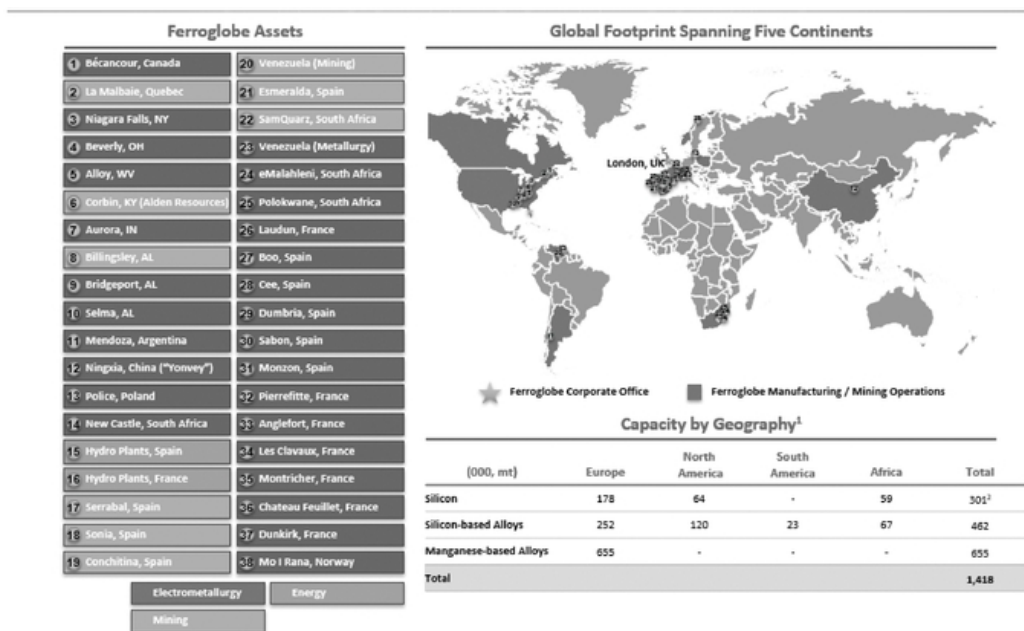 Ferroglobe Assets
1 Bécancour, Canada
2 La Malbaie, Quebec
3 Niagara Falls, NY
4 Beverly, OH
5 Alloy, WV
6 Corbin, KY (Alden Resources)
7 Aurora, IN
8 Billingsley, AL
9 Bridgeport, AL
10 Selma, AL
11 Mendoza, Argentina
12 Ningxia, China ("Yonvey")
13 Police, Poland
14 New Castle, South Africa
15 Hydro Plants, Spain
16 Hydro Plants, France
17 Serrabal, Spain
18 Sonia, Spain
19 Conchitina, Spain
20 Venezuela (Mining)
21 Esmeralda, Spain
22 SamQuarz, South Africa
23 Venezuela (Metallurgy)
24 eMalahleni, South Africa
25 Polokwane, South Africa
26 Laudun, France
27 Boo, Spain
28 Cee, Spain
29 Dumbria, Spain
30 Sabon, Spain
31 Monzon, Spain
32 Pierrefitte, France
33 Anglefort, France
34 Les Clavaux, France
35 Montricher, France
36 Chateau Feuillet, France
37 Dunkirk, France
38 Mo I Rana, Norway
Electrometallurgy Energy
Mining
Global Footprint Spanning Five Continents
London, UK
Ferroglobe Corporate Office Ferroglobe Manufacturing / Mining Operations
Capacity by Geography¹
(000, mt) Europe North America South America Africa Total
Silicon 178 64 - 59 301²
Silicon-based Alloys 252 120 23 67 462
Manganese-based Alloys 655 - - - 655
Total 1,418